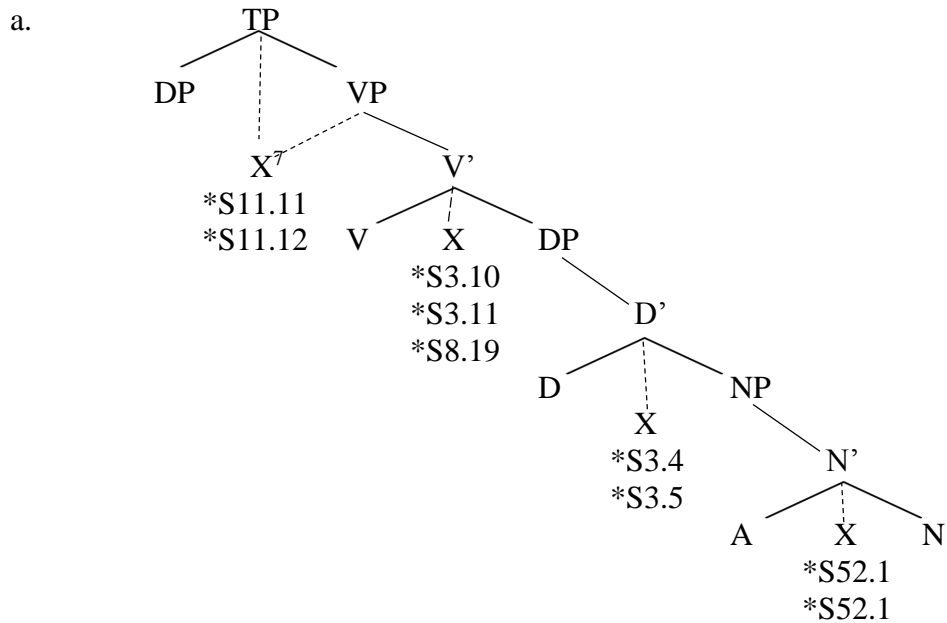 a.
TP
DP VP
X⁷ V’
*S11.11
*S11.12 V X DP
*S3.10
*S3.11 D’
*S8.19
D NP
X
*S3.4 N’
*S3.5
A X N
*S52.1
*S52.1